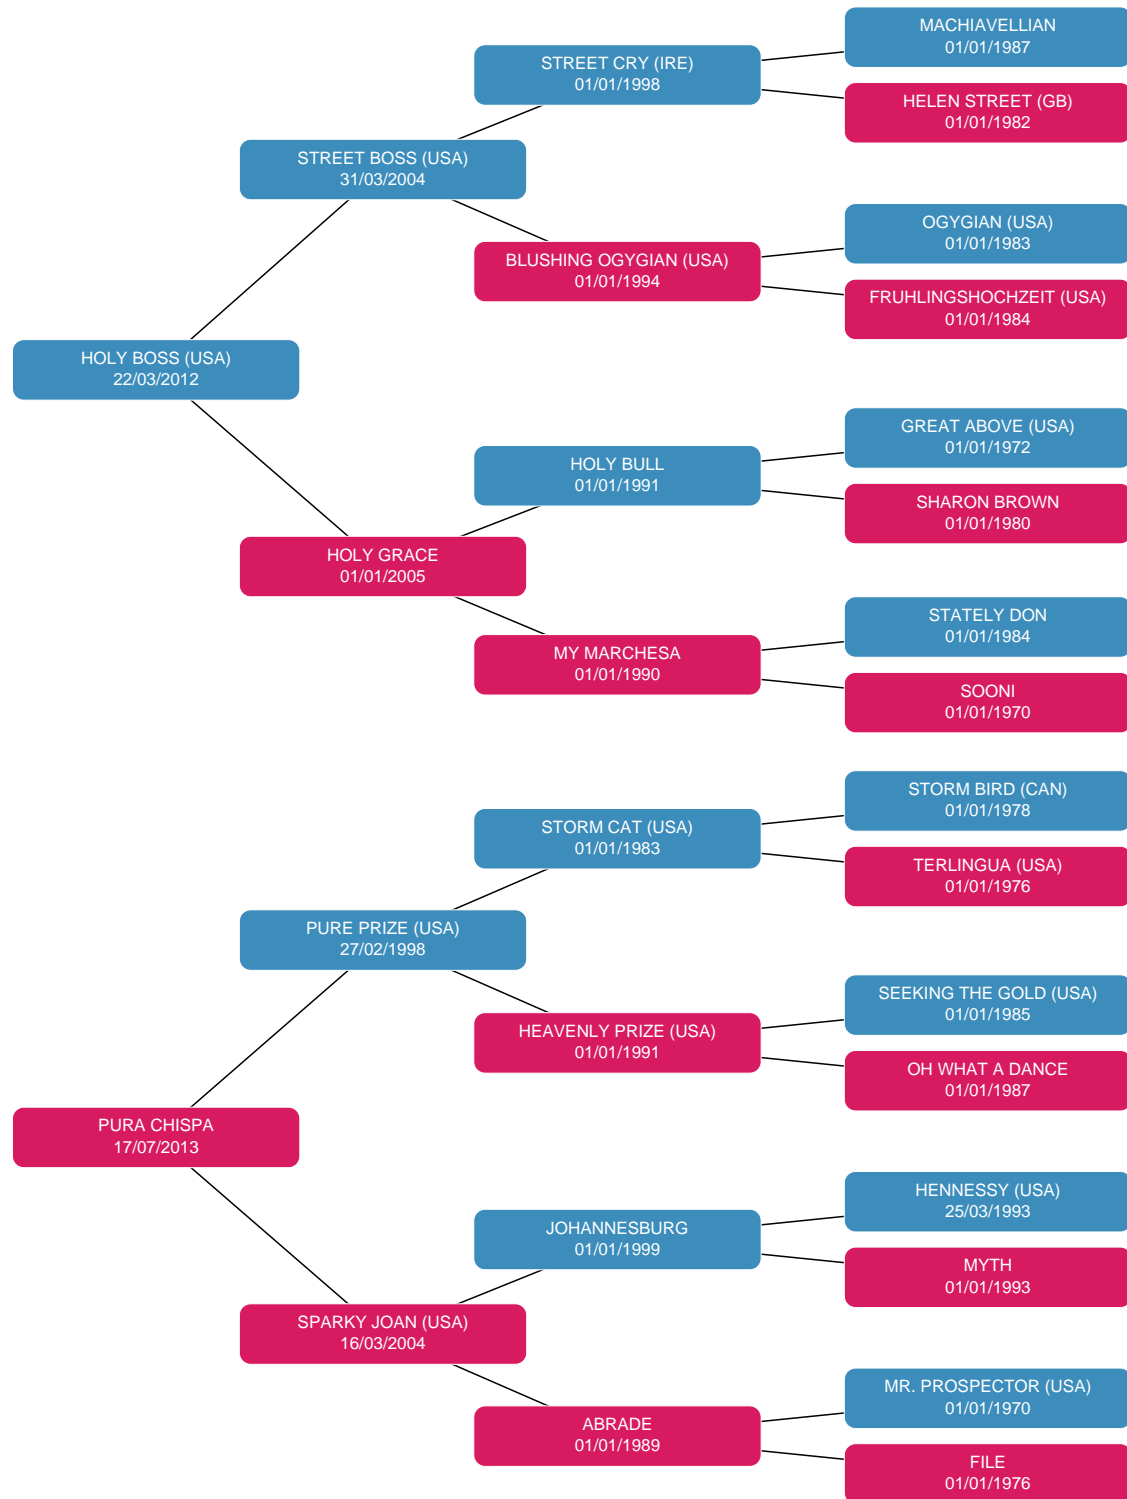 MACHIAVELLIAN
01/01/1987
STREET CRY (IRE)
01/01/1998
HELEN STREET (GB)
01/01/1982
STREET BOSS (USA)
31/03/2004
OGYGIAN (USA)
01/01/1983
BLUSHING OGYGIAN (USA)
01/01/1994
FRUHLINGSHOCHZEIT (USA)
01/01/1984
HOLY BOSS (USA)
22/03/2012
GREAT ABOVE (USA)
01/01/1972
HOLY BULL
01/01/1991
SHARON BROWN
01/01/1980
HOLY GRACE
01/01/2005
STATELY DON
01/01/1984
MY MARCHESA
01/01/1990
SOONI
01/01/1970
STORM BIRD (CAN)
01/01/1978
STORM CAT (USA)
01/01/1983
TERLINGUA (USA)
01/01/1976
PURE PRIZE (USA)
27/02/1998
SEEKING THE GOLD (USA)
01/01/1985
HEAVENLY PRIZE (USA)
01/01/1991
OH WHAT A DANCE
01/01/1987
PURA CHISPA
17/07/2013
HENNESSY (USA)
25/03/1993
JOHANNESBURG
01/01/1999
MYTH
01/01/1993
SPARKY JOAN (USA)
16/03/2004
MR. PROSPECTOR (USA)
01/01/1970
ABRADE
01/01/1989
FILE
01/01/1976